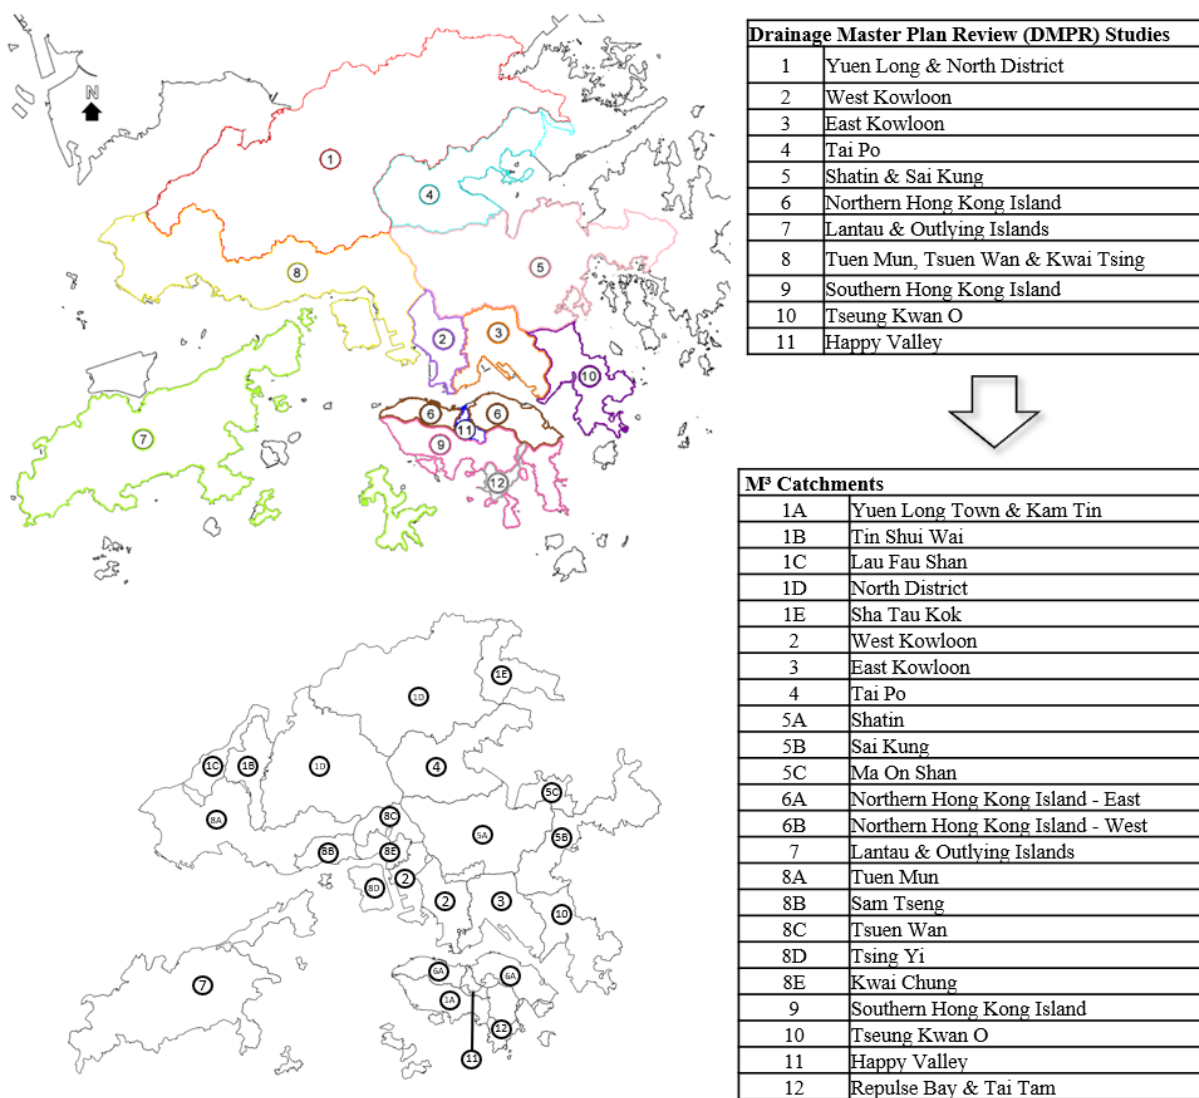 N
1
4
8
5
2
3
10
6
6
11
9
12
7
Drainage Master Plan Review (DMPR) Studies
1 Yuen Long & North District
2 West Kowloon
3 East Kowloon
4 Tai Po
5 Shatin & Sai Kung
6 Northern Hong Kong Island
7 Lantau & Outlying Islands
8 Tuen Mun, Tsuen Wan & Kwai Tsing
9 Southern Hong Kong Island
10 Tseung Kwan O
11 Happy Valley
M³ Catchments
1A Yuen Long Town & Kam Tin
1B Tin Shui Wai
1C Lau Fau Shan
1D North District
1E Sha Tau Kok
2 West Kowloon
3 East Kowloon
4 Tai Po
5A Shatin
5B Sai Kung
5C Ma On Shan
6A Northern Hong Kong Island - East
6B Northern Hong Kong Island - West
7 Lantau & Outlying Islands
8A Tuen Mun
8B Sam Tseng
8C Tsuen Wan
8D Tsing Yi
8E Kwai Chung
9 Southern Hong Kong Island
10 Tseung Kwan O
11 Happy Valley
12 Repulse Bay & Tai Tam
1E
1D
1C
1B
1D
4
5C
8A
8C
5A
5B
8B
8E
8D
2
2
3
10
6A
6A
7
1A
12
11